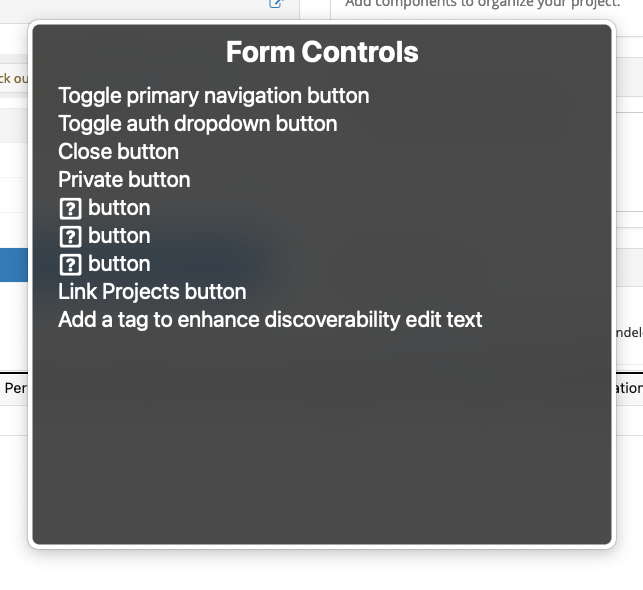 Add components to organize your project.
Form Controls
ck ou
Toggle primary navigation button
Toggle auth dropdown button
Close button
Private button
? button
? button
? button
Link Projects button
Add a tag to enhance discoverability edit text
ndel
Per
ation